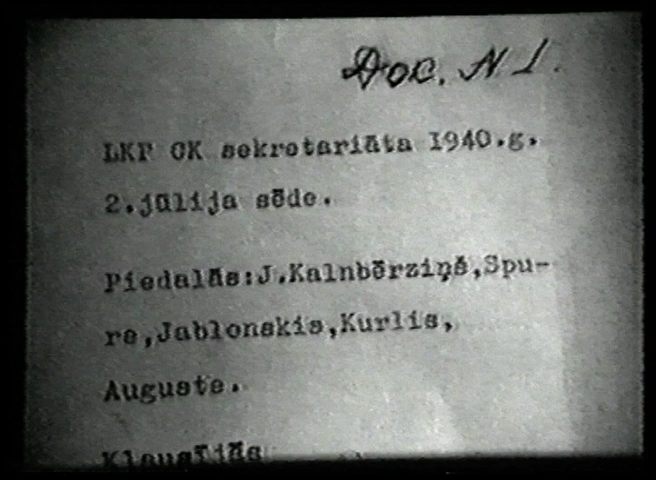 Doc. N 1.
LKP CK sekretariāta 1940.g.
2.jūlija sēde.
Piedalās:J.Kalnbērziņš,Spu-
re,Jablonskis,Kurlis,
Auguste.